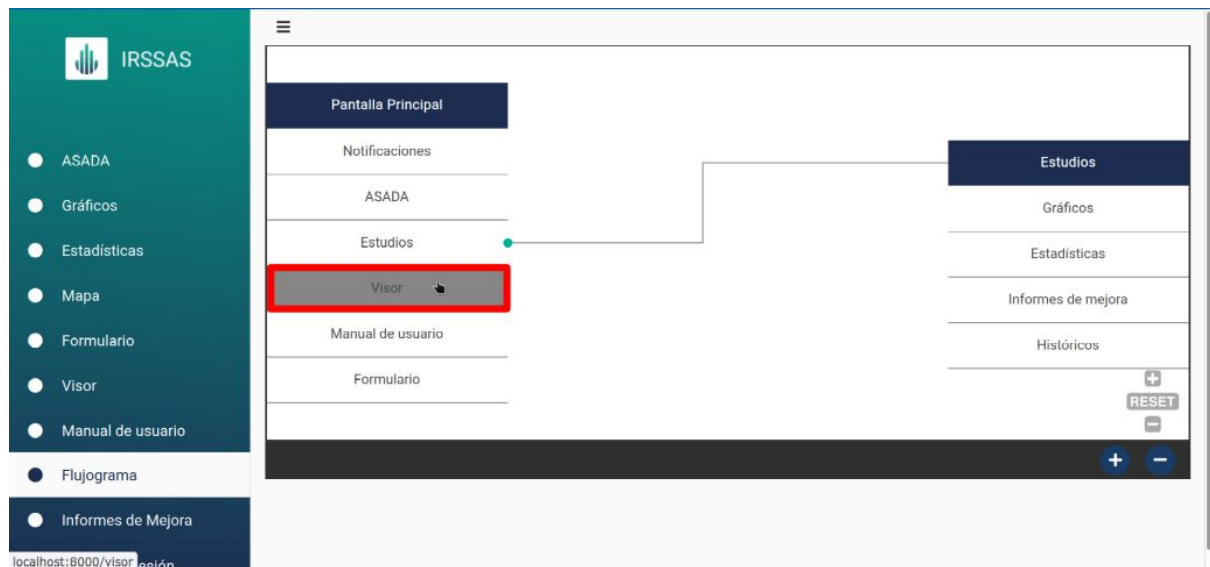 IRSSAS
ASADA
Gráficos
Estadísticas
Mapa
Formulario
Visor
Manual de usuario
Flujograma
Informes de Mejora
localhost:8000/visor
Pantalla Principal
Notificaciones
ASADA
Estudios
Visor
Manual de usuario
Formulario
Estudios
Gráficos
Estadísticas
Informes de mejora
Históricos
RESET